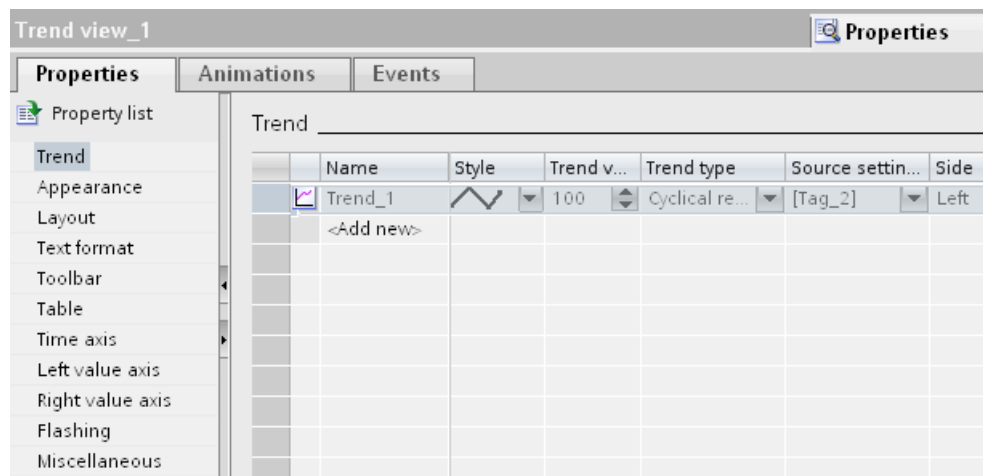 Trend view_1
Properties
Properties Animations Events
Property list
Trend
Appearance
Layout
Text format
Toolbar
Table
Time axis
Left value axis
Right value axis
Flashing
Miscellaneous
Trend
Name Style Trend v... Trend type Source settin... Side
Trend_1 100 Cyclical re... [Tag_2] Left
<Add new>